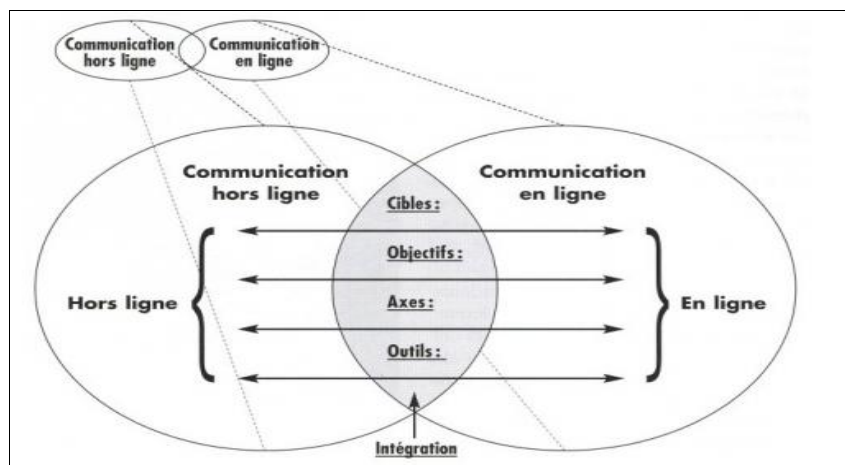 Communication
hors ligne
Communication
en ligne
Communication
hors ligne
Communication
en ligne
Cibles :
Objectifs :
Hors ligne
Axes :
En ligne
Outils :
Intégration